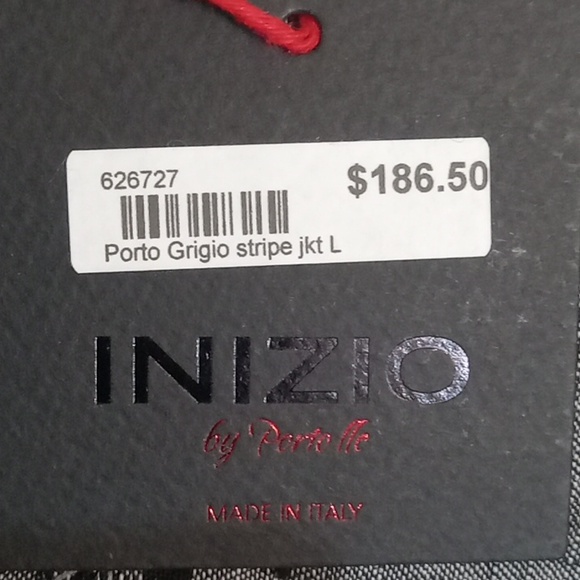 626727
$186.50
Porto Grigio stripe jkt L
INIZIO
by Porto
MADE IN ITALY